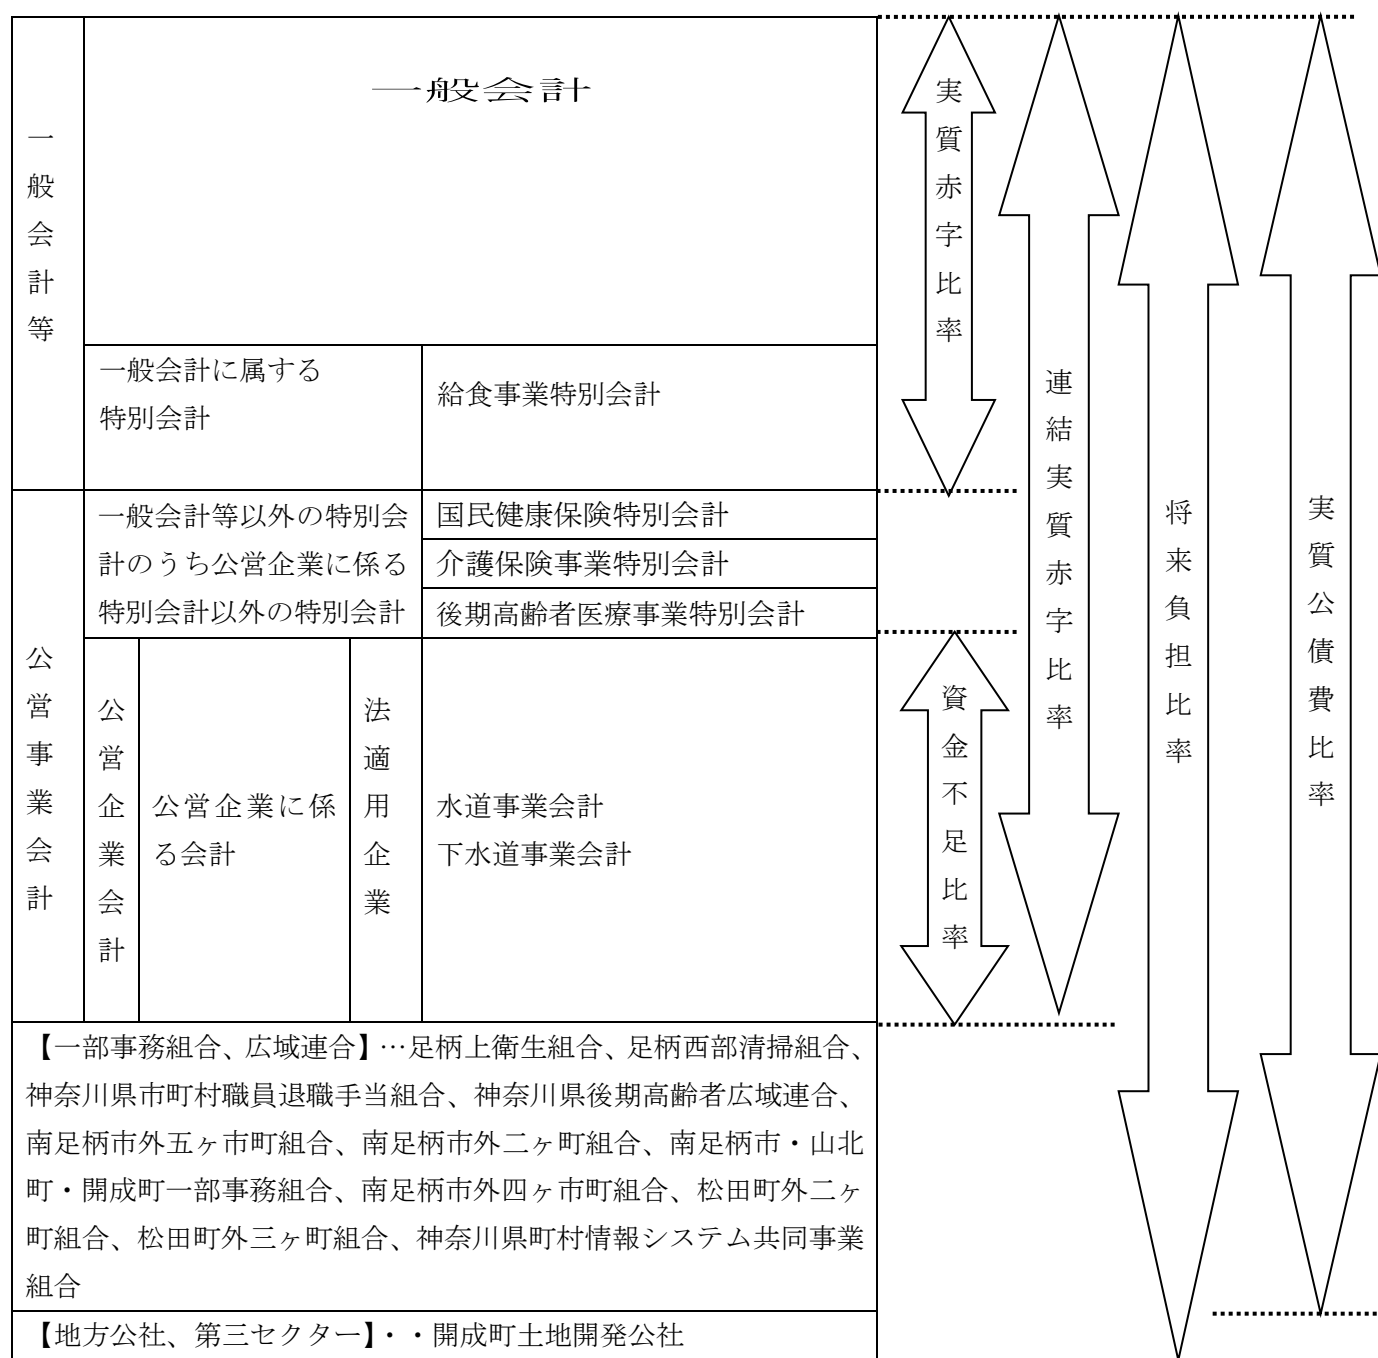 一般会計等
一般会計
一般会計に属する
特別会計
給食事業特別会計
公営事業会計
一般会計等以外の特別会
計のうち公営企業に係る
特別会計以外の特別会計
国民健康保険特別会計
介護保険事業特別会計
後期高齢者医療事業特別会計
公営企業会計
公営企業に係
る会計
法適用企業
水道事業会計
下水道事業会計
【一部事務組合、広域連合】…足柄上衛生組合、足柄西部清掃組合、
神奈川県市町村職員退職手当組合、神奈川県後期高齢者広域連合、
南足柄市外五ヶ市町組合、南足柄市外二ヶ町組合、南足柄市・山北
町・開成町一部事務組合、南足柄市外四ヶ市町組合、松田町外二ヶ
町組合、松田町外三ヶ町組合、神奈川県町村情報システム共同事業
組合
【地方公社、第三セクター】・・開成町土地開発公社
実質赤字比率
資金不足比率
連結実質赤字比率
将来負担比率
実質公債費比率